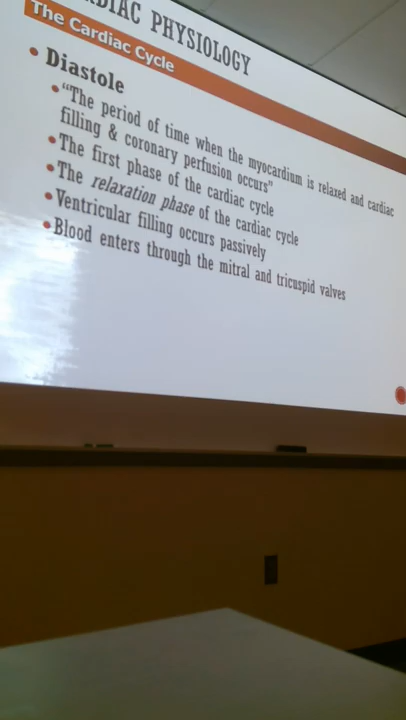 CARDIAC PHYSIOLOGY
The Cardiac Cycle
• Diastole
• “The period of time when the myocardium is relaxed and cardiac
filling & coronary perfusion occurs”
• The first phase of the cardiac cycle
• The relaxation phase of the cardiac cycle
• Ventricular filling occurs passively
• Blood enters through the mitral and tricuspid valves